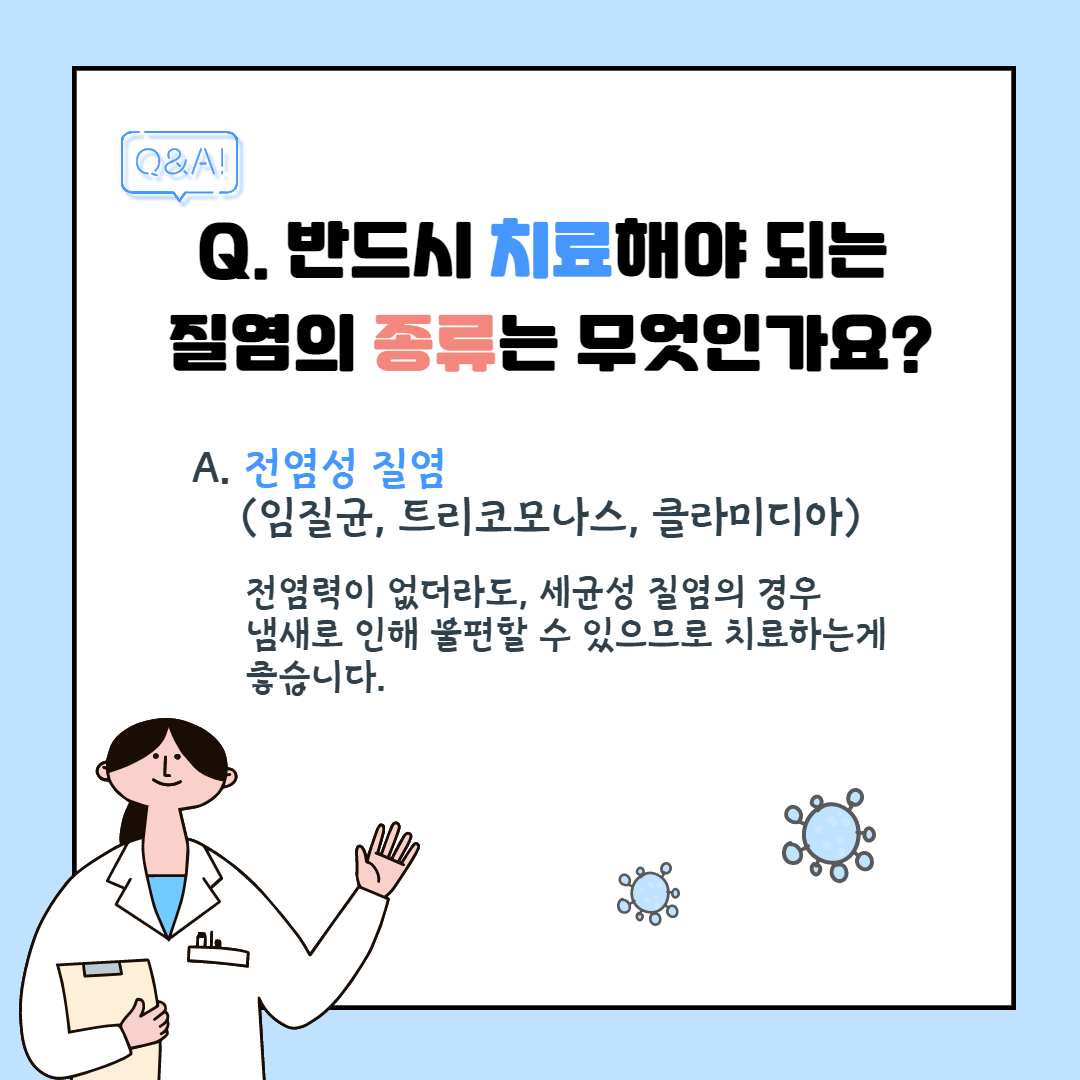 Q&A!
Q. 반드시 치료해야 되는
질염의 종류는 무엇인가요?
A. 전염성 질염
(임질균, 트리코모나스, 클라미디아)
전염력이 없더라도, 세균성 질염의 경우
냄새로 인해 불편할 수 있으므로 치료하는게
좋습니다.